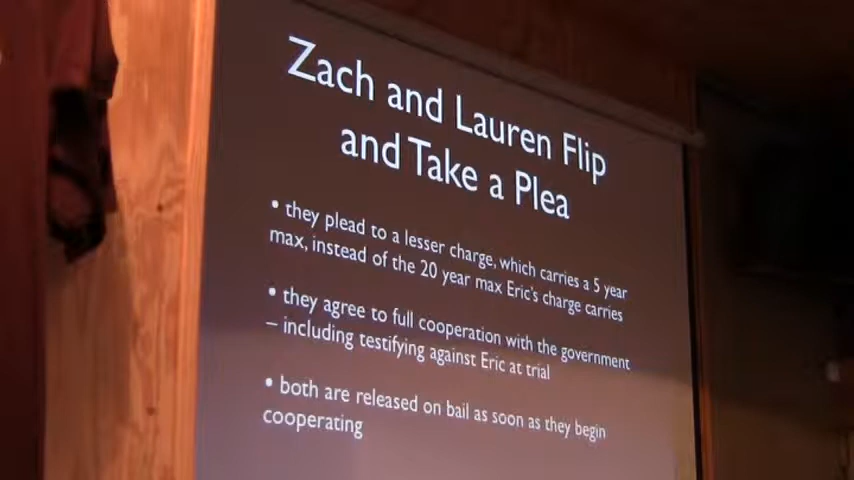 Zach and Lauren Flip
and Take a Plea
• they plead to a lesser charge, which carries a 5 year
max, instead of the 20 year max Eric's charge carries
• they agree to full cooperation with the government
– including testifying against Eric at trial
• both are released on bail as soon as they begin
cooperating